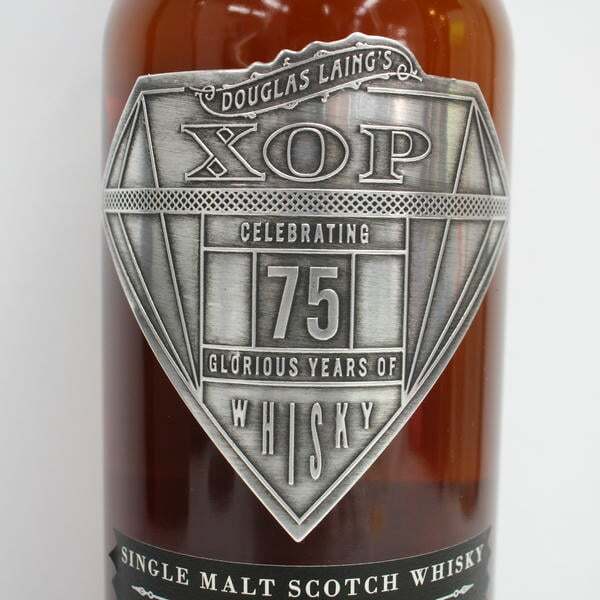 DOUGLAS LAING'S
XOP
CELEBRATING
75
GLORIOUS YEARS OF
WHISKY
SINGLE MALT SCOTCH WHISKY